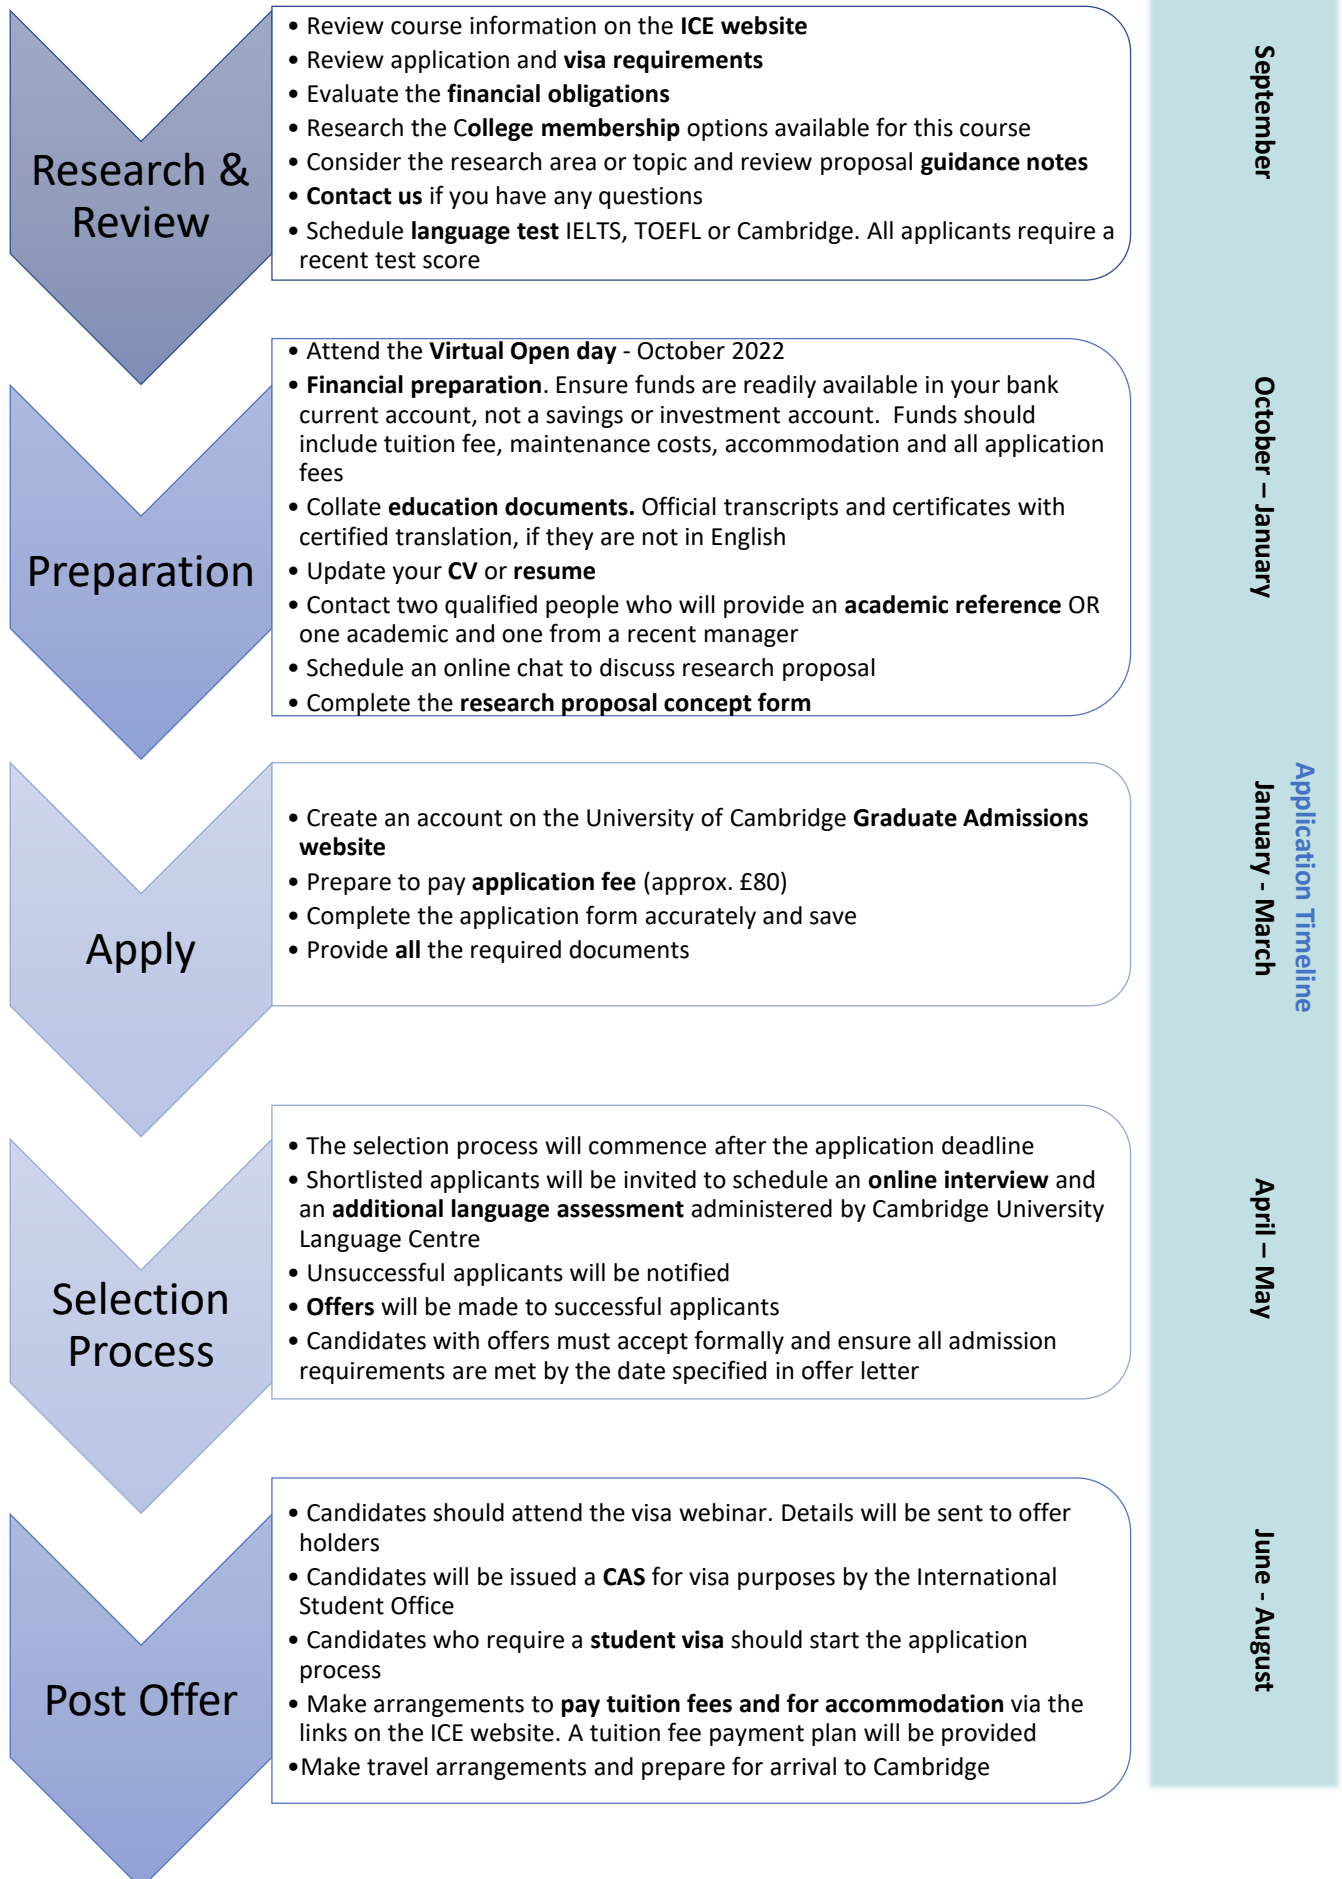 Research &
Review
• Review course information on the ICE website
• Review application and visa requirements
• Evaluate the financial obligations
• Research the College membership options available for this course
• Consider the research area or topic and review proposal guidance notes
• Contact us if you have any questions
• Schedule language test IELTS, TOEFL or Cambridge. All applicants require a
recent test score
September
Preparation
• Attend the Virtual Open day - October 2022
• Financial preparation. Ensure funds are readily available in your bank
current account, not a savings or investment account. Funds should
include tuition fee, maintenance costs, accommodation and all application
fees
• Collate education documents. Official transcripts and certificates with
certified translation, if they are not in English
• Update your CV or resume
• Contact two qualified people who will provide an academic reference OR
one academic and one from a recent manager
• Schedule an online chat to discuss research proposal
• Complete the research proposal concept form
October – January
Apply
• Create an account on the University of Cambridge Graduate Admissions
website
• Prepare to pay application fee (approx. £80)
• Complete the application form accurately and save
• Provide all the required documents
January - March
Application Timeline
Selection
Process
• The selection process will commence after the application deadline
• Shortlisted applicants will be invited to schedule an online interview and
an additional language assessment administered by Cambridge University
Language Centre
• Unsuccessful applicants will be notified
• Offers will be made to successful applicants
• Candidates with offers must accept formally and ensure all admission
requirements are met by the date specified in offer letter
April – May
Post Offer
• Candidates should attend the visa webinar. Details will be sent to offer
holders
• Candidates will be issued a CAS for visa purposes by the International
Student Office
• Candidates who require a student visa should start the application
process
• Make arrangements to pay tuition fees and for accommodation via the
links on the ICE website. A tuition fee payment plan will be provided
•Make travel arrangements and prepare for arrival to Cambridge
June - August